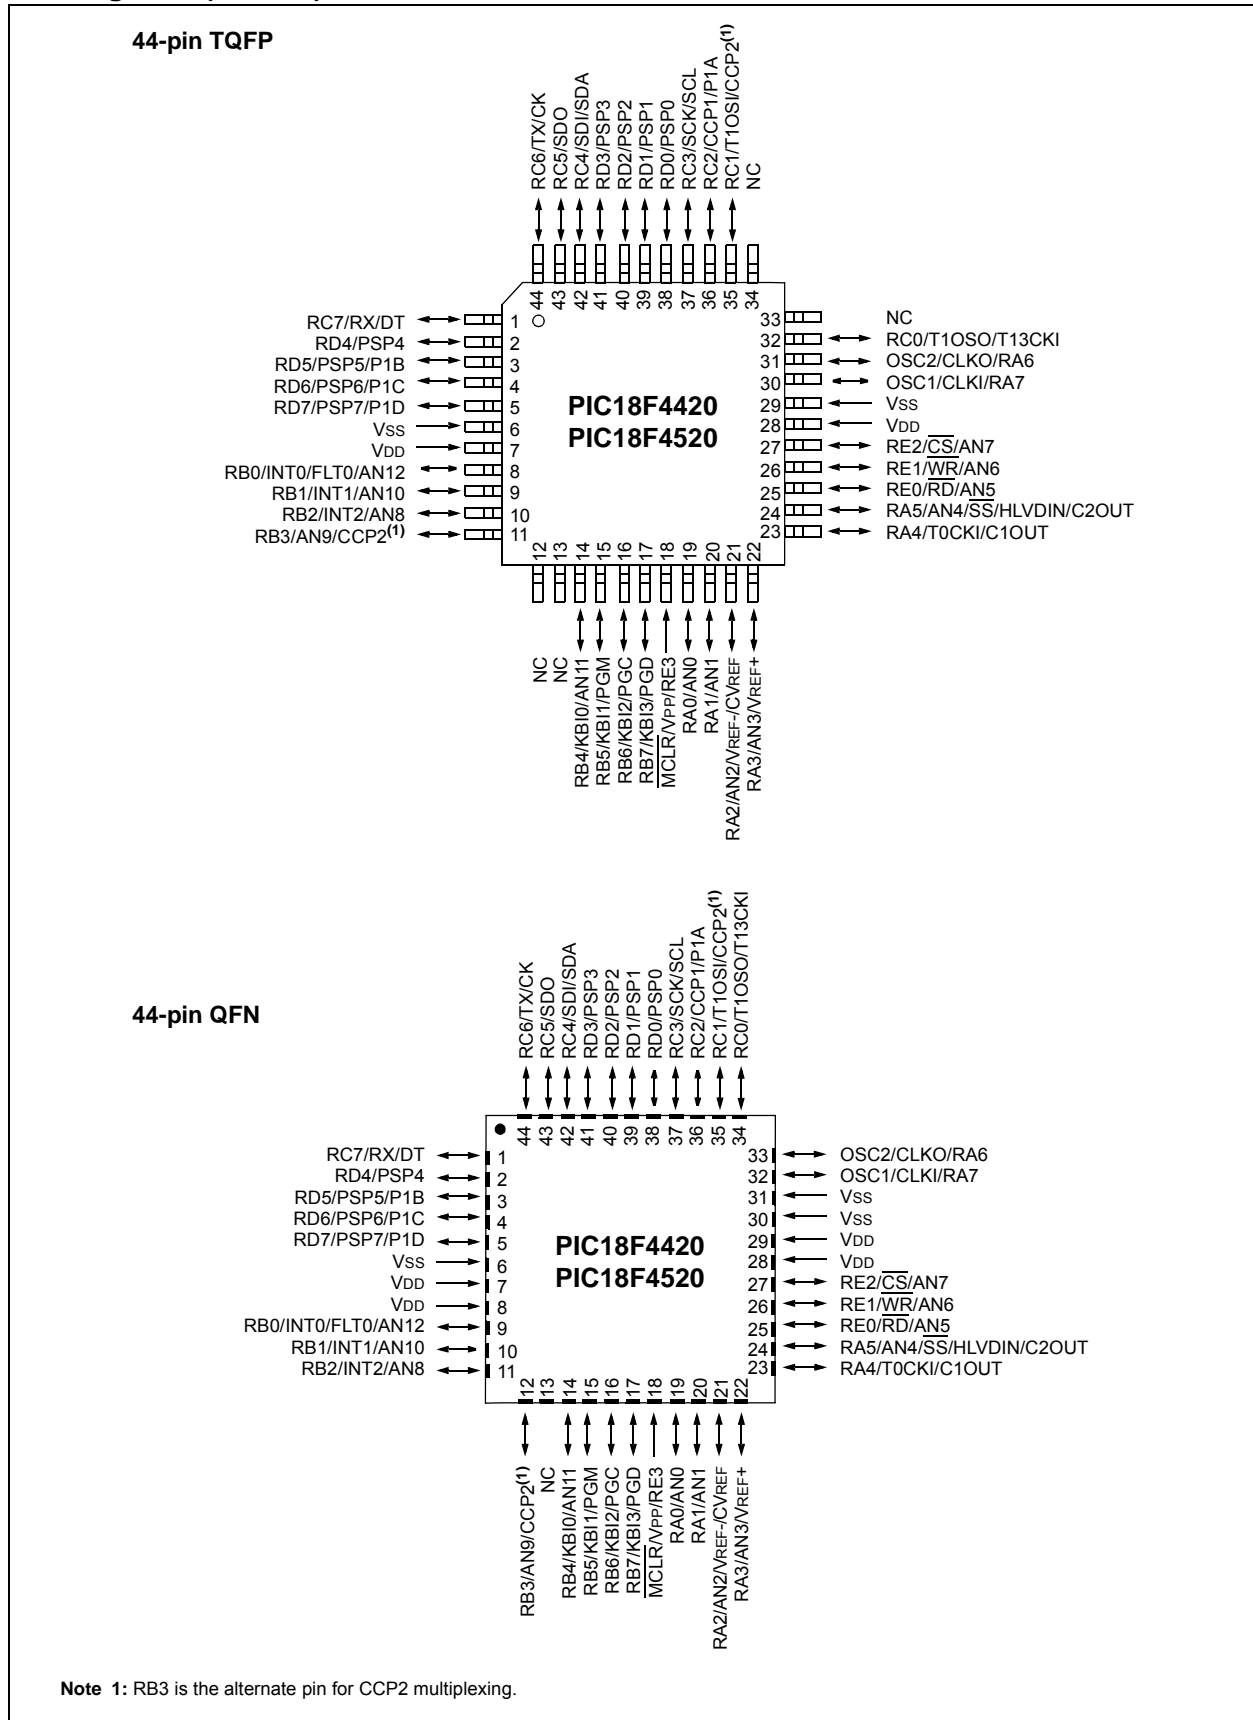 44-pin TQFP
RC6/TX/CK
RC5/SDO
RC4/SDI/SDA
RD3/PSP3
RD2/PSP2
RD1/PSP1
RD0/PSP0
RC3/SCK/SCL
RC2/CCP1/P1A
RC1/T1OSI/CCP2(1)
NC
44
43
42
41
40
39
38
37
36
35
34
RC7/RX/DT 1
RD4/PSP4 2
RD5/PSP5/P1B 3
RD6/PSP6/P1C 4
RD7/PSP7/P1D 5
VSS 6
VDD 7
RB0/INT0/FLT0/AN12 8
RB1/INT1/AN10 9
RB2/INT2/AN8 10
RB3/AN9/CCP2(1) 11
PIC18F4420
PIC18F4520
33 NC
32 RC0/T1OSO/T13CKI
31 OSC2/CLKO/RA6
30 OSC1/CLKI/RA7
29 VSS
28 VDD
27 RE2/CS/AN7
26 RE1/WR/AN6
25 RE0/RD/AN5
24 RA5/AN4/SS/HLVDIN/C2OUT
23 RA4/T0CKI/C1OUT
12
13
14
15
16
17
18
19
20
21
22
NC
NC
RB4/KBI0/AN11
RB5/KBI1/PGM
RB6/KBI2/PGC
RB7/KBI3/PGD
MCLR/VPP/RE3
RA0/AN0
RA1/AN1
RA2/AN2/VREF-/CVREF
RA3/AN3/VREF+
44-pin QFN
RC6/TX/CK
RC5/SDO
RC4/SDI/SDA
RD3/PSP3
RD2/PSP2
RD1/PSP1
RD0/PSP0
RC3/SCK/SCL
RC2/CCP1/P1A
RC1/T1OSI/CCP2(1)
RC0/T1OSO/T13CKI
44
43
42
41
40
39
38
37
36
35
34
RC7/RX/DT 1
RD4/PSP4 2
RD5/PSP5/P1B 3
RD6/PSP6/P1C 4
RD7/PSP7/P1D 5
VSS 6
VDD 7
VDD 8
RB0/INT0/FLT0/AN12 9
RB1/INT1/AN10 10
RB2/INT2/AN8 11
PIC18F4420
PIC18F4520
33 OSC2/CLKO/RA6
32 OSC1/CLKI/RA7
31 VSS
30 VSS
29 VDD
28 VDD
27 RE2/CS/AN7
26 RE1/WR/AN6
25 RE0/RD/AN5
24 RA5/AN4/SS/HLVDIN/C2OUT
23 RA4/T0CKI/C1OUT
12
13
14
15
16
17
18
19
20
21
22
RB3/AN9/CCP2(1)
NC
RB4/KBI0/AN11
RB5/KBI1/PGM
RB6/KBI2/PGC
RB7/KBI3/PGD
MCLR/VPP/RE3
RA0/AN0
RA1/AN1
RA2/AN2/VREF-/CVREF
RA3/AN3/VREF+
Note 1: RB3 is the alternate pin for CCP2 multiplexing.